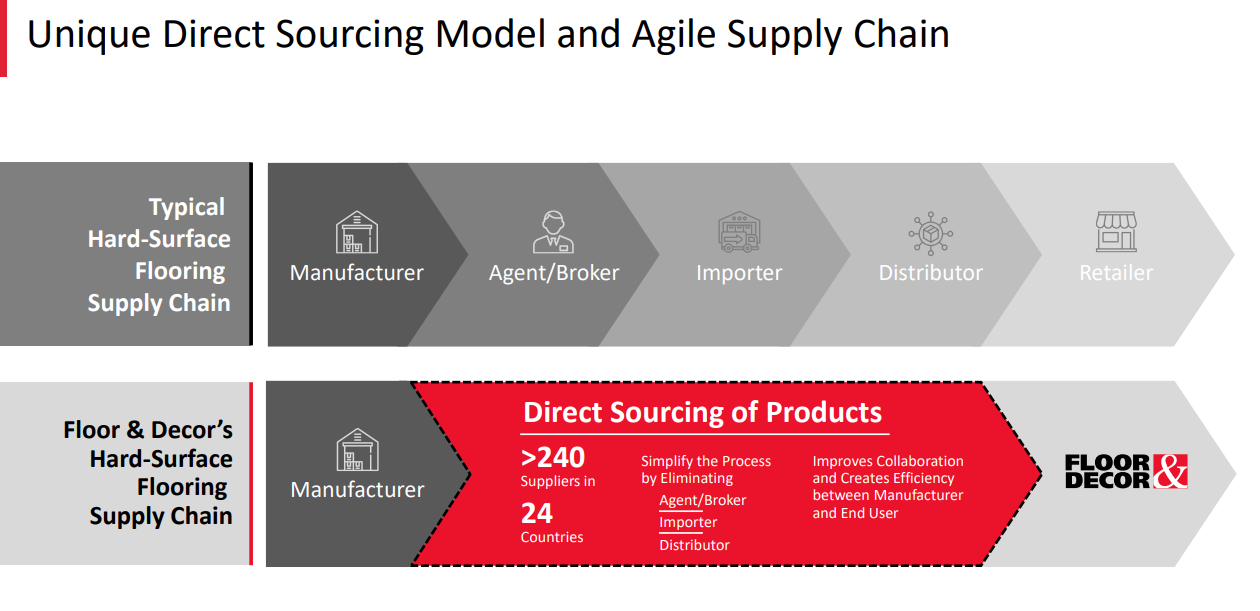 Unique Direct Sourcing Model and Agile Supply Chain
Typical
Hard-Surface
Flooring
Supply Chain
Manufacturer
Agent/Broker
Importer
Distributor
Retailer
Floor & Decor’s
Hard-Surface
Flooring
Supply Chain
Manufacturer
Direct Sourcing of Products
>240
Suppliers in
24
Countries
Simplify the Process
by Eliminating
Agent/Broker
Importer
Distributor
Improves Collaboration
and Creates Efficiency
between Manufacturer
and End User
FLOOR &
DECOR